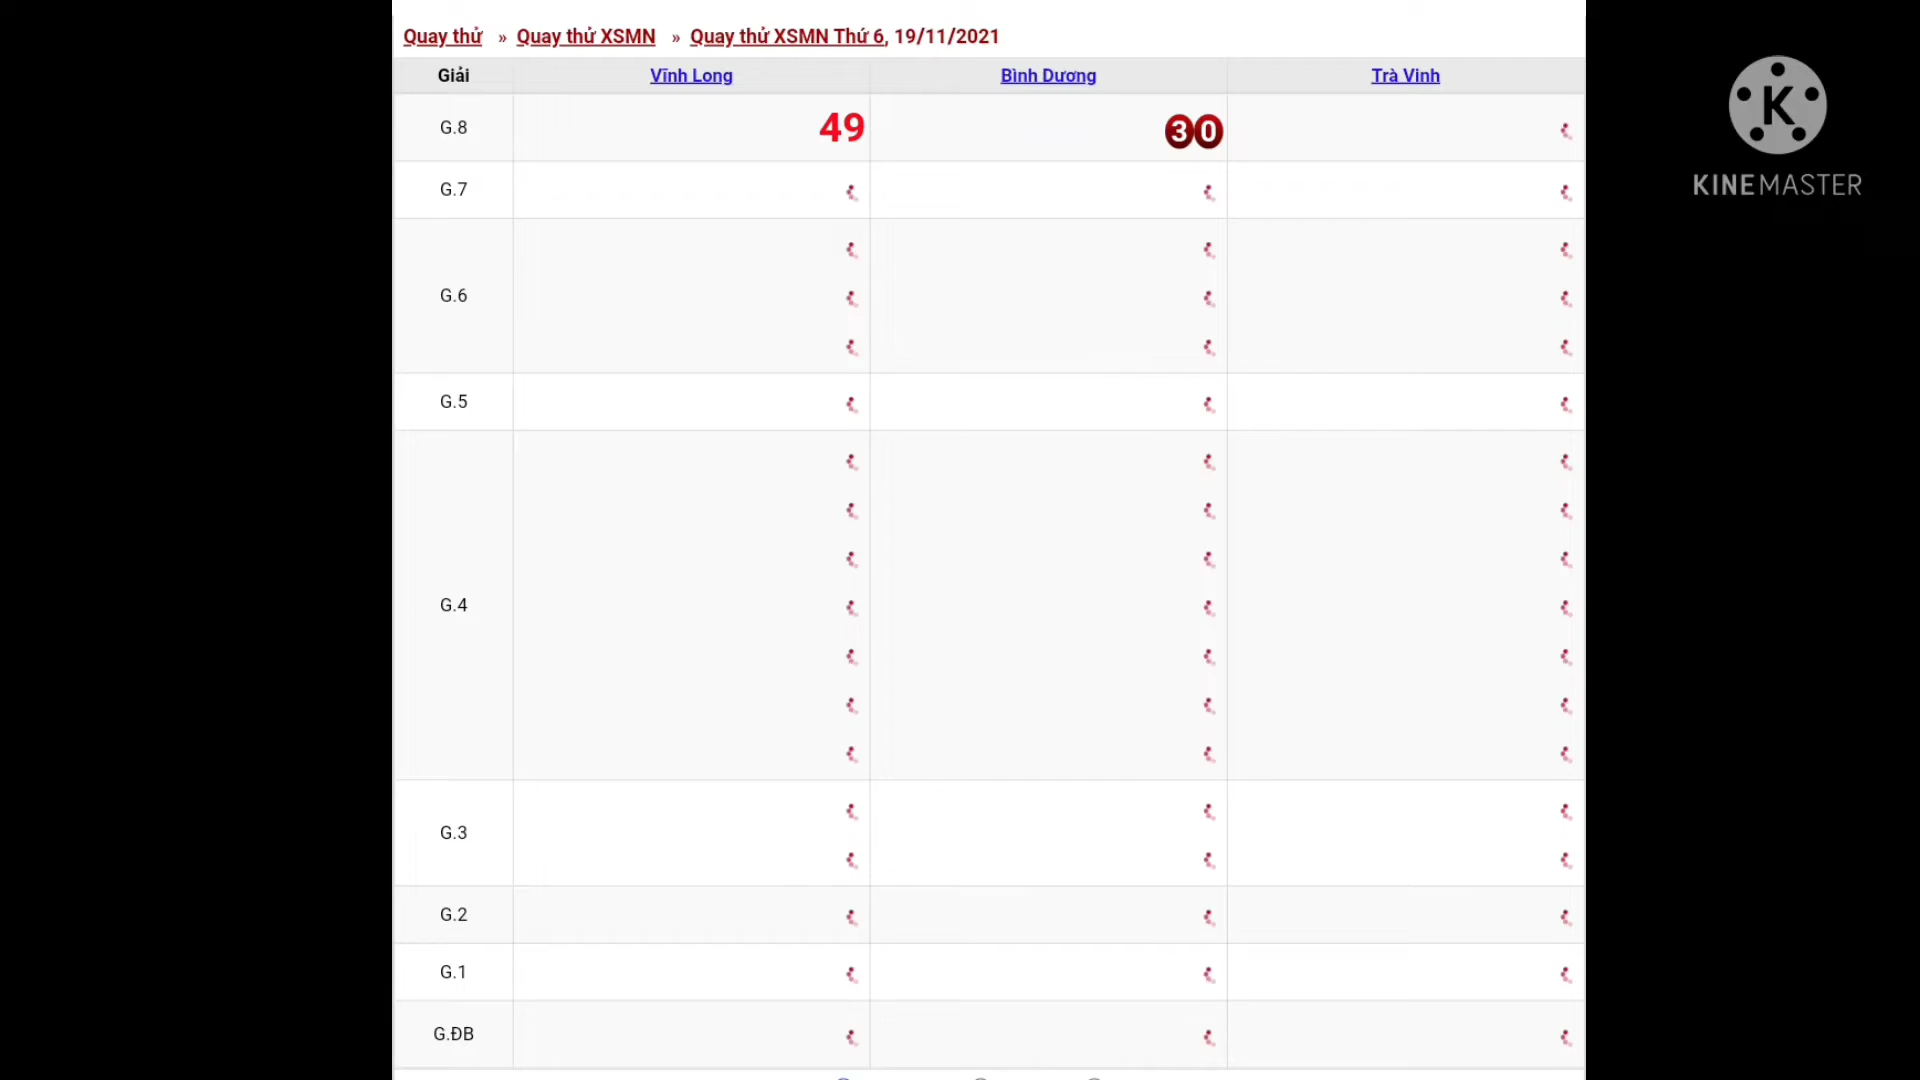 Quay thử » Quay thử XSMN » Quay thử XSMN Thứ 6, 19/11/2021
Giải Vĩnh Long Bình Dương Trà Vinh
G.8 49 30
G.7
G.6
G.5
G.4
G.3
G.2
G.1
G.ĐB
K
KINEMASTER